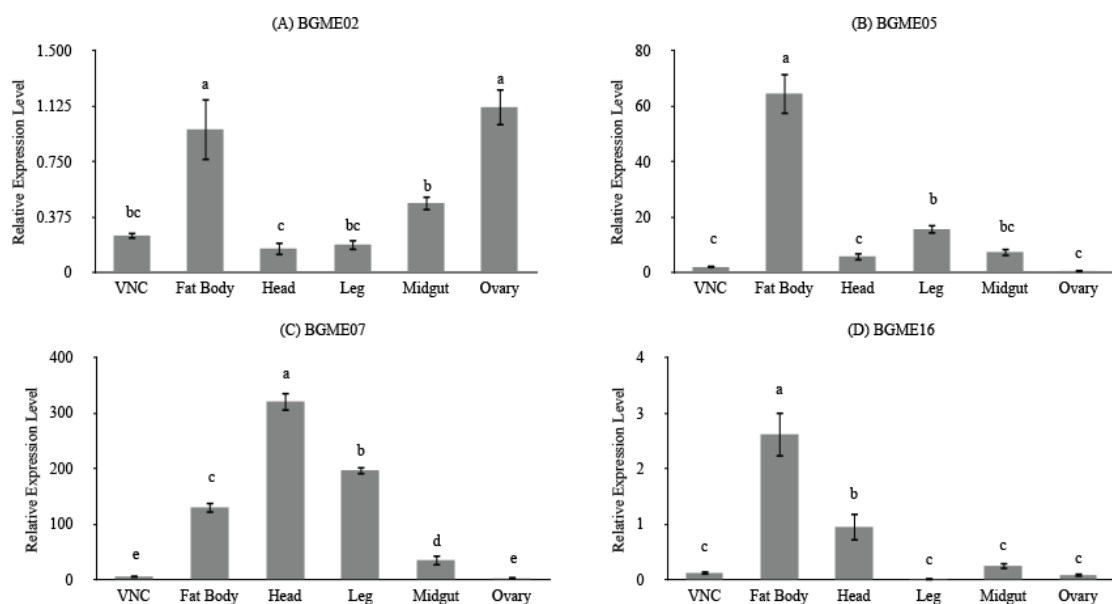 (A) BGME02
Relative Expression Level
1.500
1.125
0.750
0.375
0
bc
a
c
bc
b
a
VNC Fat Body Head Leg Midgut Ovary
(B) BGME05
Relative Expression Level
80
60
40
20
0
c
a
c
b
bc
c
VNC Fat Body Head Leg Midgut Ovary
(C) BGME07
Relative Expression Level
400
300
200
100
0
e
c
a
b
d
e
VNC Fat Body Head Leg Midgut Ovary
(D) BGME16
Relative Expression Level
4
3
2
1
0
c
a
b
c
c
c
VNC Fat Body Head Leg Midgut Ovary